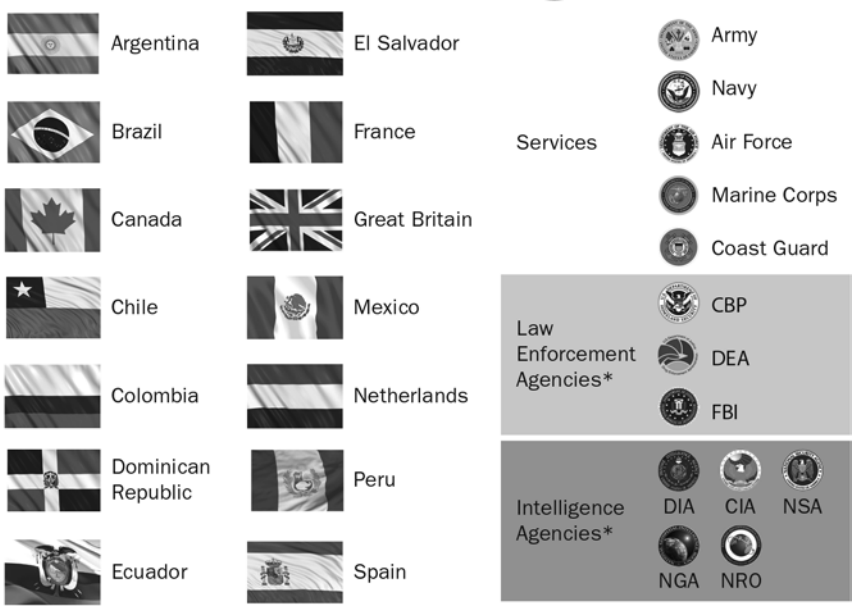 Argentina
Brazil
Canada
Chile
Colombia
Dominican
Republic
Ecuador
El Salvador
France
Great Britain
Mexico
Netherlands
Peru
Spain
Services
Army
Navy
Air Force
Marine Corps
Coast Guard
Law
Enforcement
Agencies*
CBP
DEA
FBI
Intelligence
Agencies*
DIA CIA NSA
NGA NRO